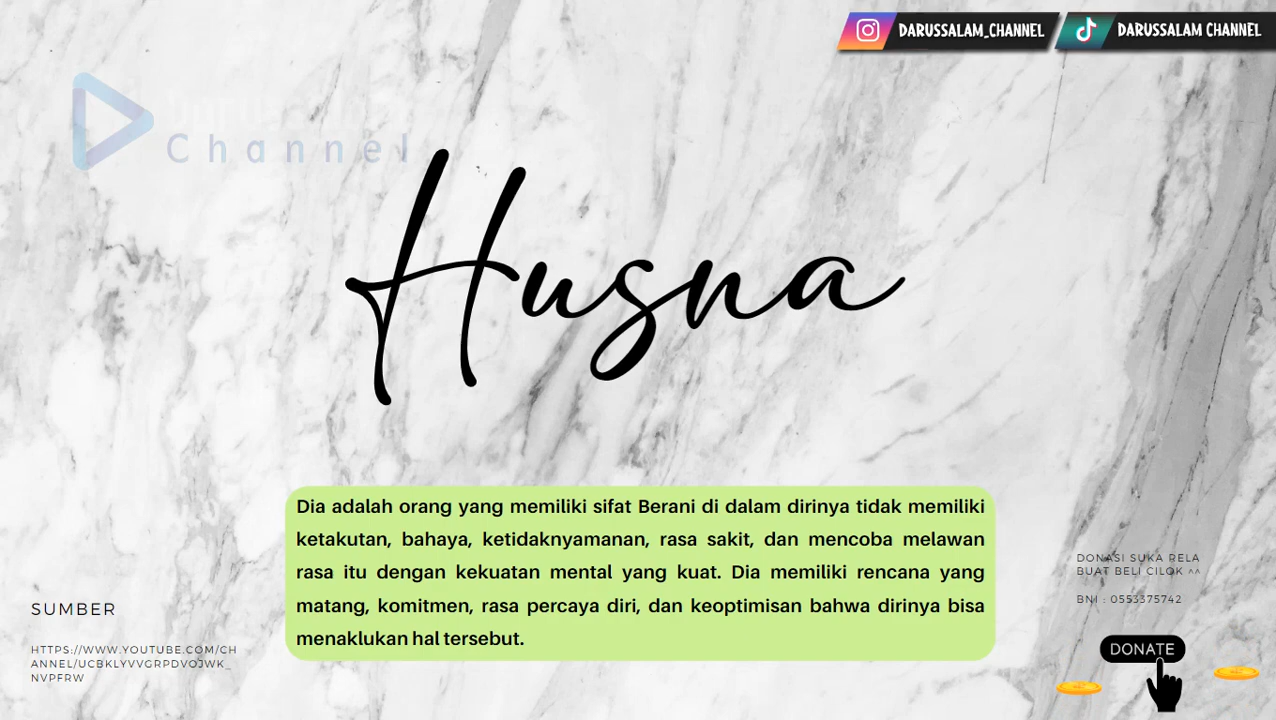 DARUSSALAM_CHANNEL
DARUSSALAM CHANNEL
Channel
Husna
Dia adalah orang yang memiliki sifat Berani di dalam dirinya tidak memiliki
ketakutan, bahaya, ketidaknyamanan, rasa sakit, dan mencoba melawan
rasa itu dengan kekuatan mental yang kuat. Dia memiliki rencana yang
matang, komitmen, rasa percaya diri, dan keoptimisan bahwa dirinya bisa
menaklukan hal tersebut.
SUMBER
HTTPS://WWW.YOUTUBE.COM/CH
ANNEL/UCBKLYVVGRPDVOJWK_
NVPFRW
DONASI SUKA RELA
BUAT BELI CILOK ^^
BNI : 0553375742
DONATE